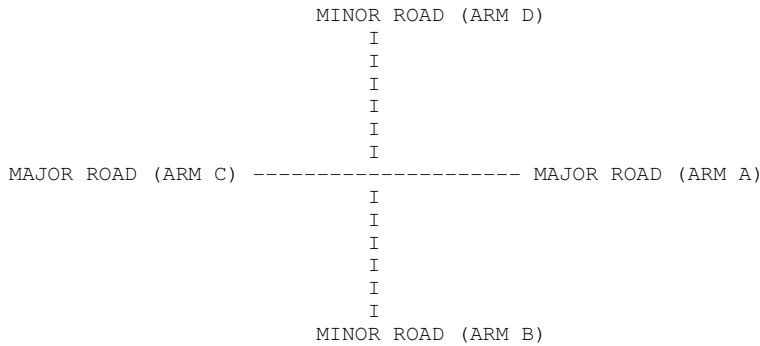 MINOR ROAD (ARM D)
I
I
I
I
I
I
MAJOR ROAD (ARM C) --------------------- MAJOR ROAD (ARM A)
I
I
I
I
I
I
MINOR ROAD (ARM B)